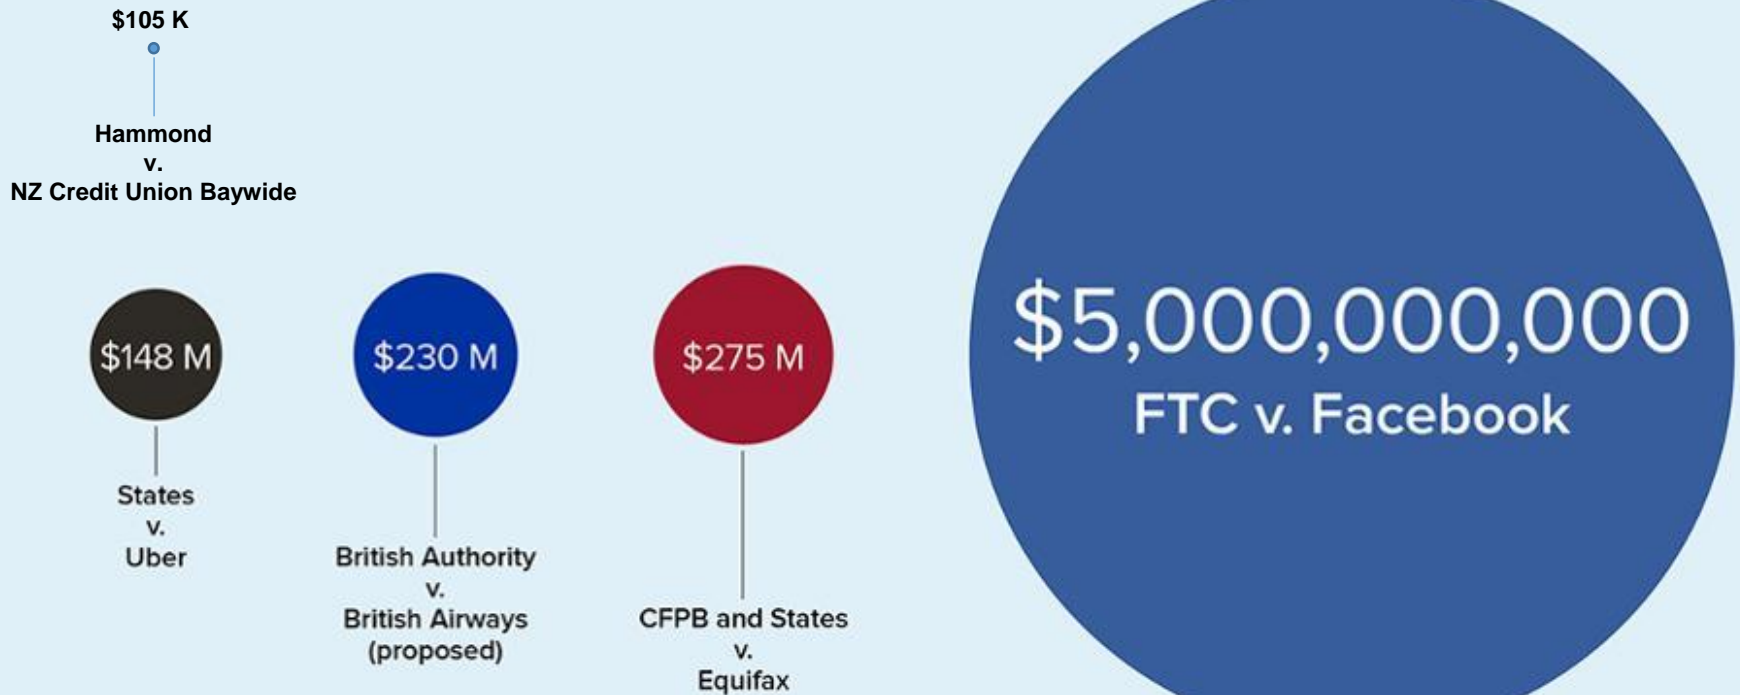 $105 K
Hammond
v.
NZ Credit Union Baywide
$148 M
States
v.
Uber
$230 M
British Authority
v.
British Airways
(proposed)
$275 M
CFPB and States
v.
Equifax
$5,000,000,000
FTC v. Facebook